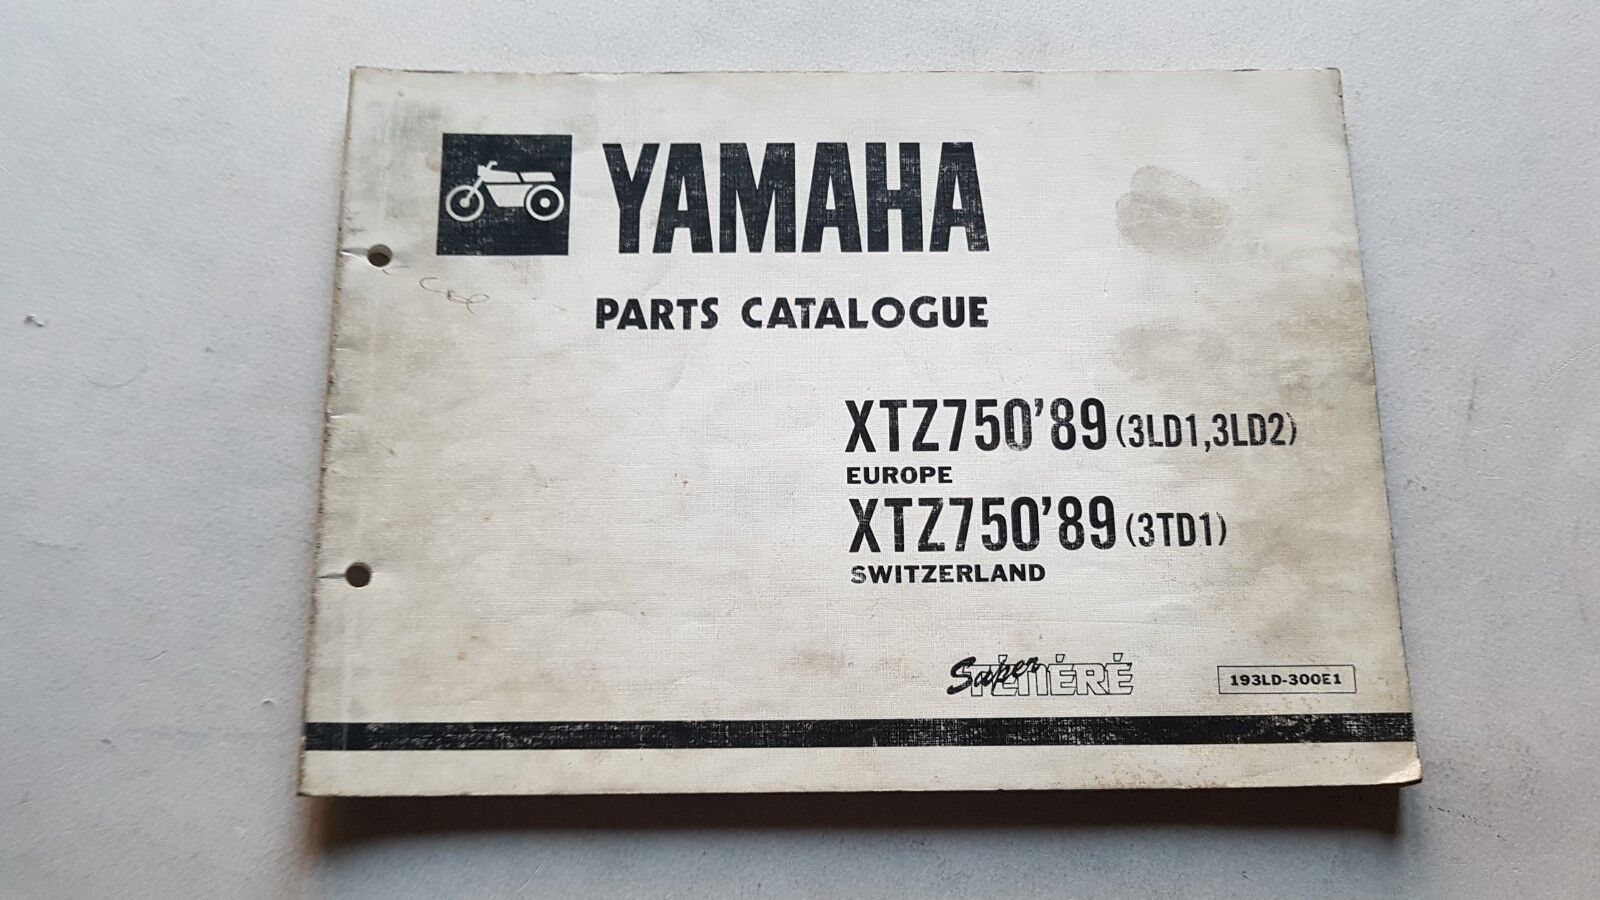 YAMAHA
PARTS CATALOGUE
XTZ750'89 (3LD1,3LD2)
EUROPE
XTZ750'89 (3TD1)
SWITZERLAND
Super TÉNÉRÉ
193LD-300E1